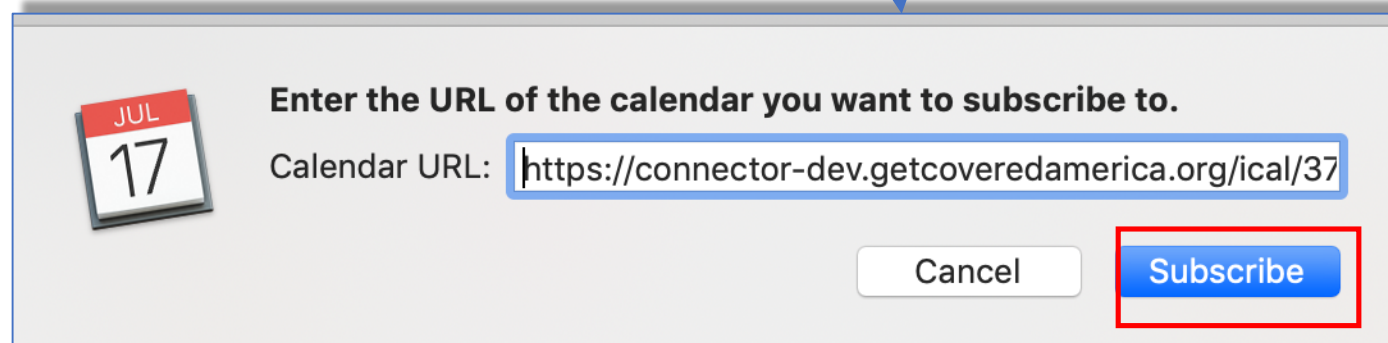 Enter the URL of the calendar you want to subscribe to.
JUL
17
Calendar URL: https://connector-dev.getcoveredamerica.org/ical/37
Cancel Subscribe